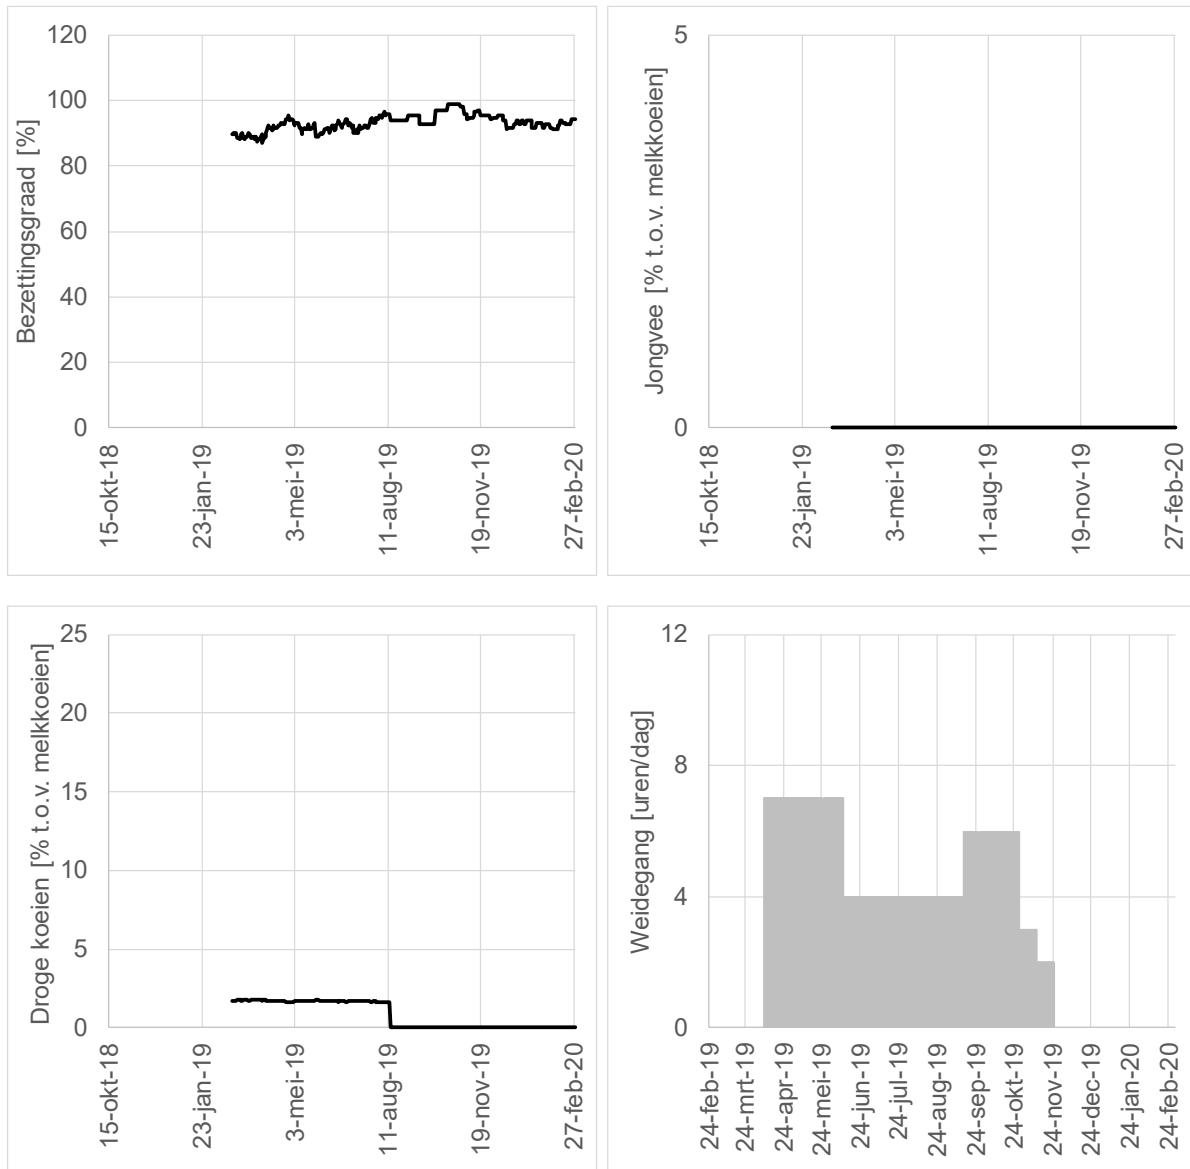 Bezettingsgraad [%]
120
100
80
60
40
20
0
15-okt-18
23-jan-19
3-mei-19
11-aug-19
19-nov-19
27-feb-20
Jongvee [% t.o.v. melkkoeien]
5
0
15-okt-18
23-jan-19
3-mei-19
11-aug-19
19-nov-19
27-feb-20
Droge koeien [% t.o.v. melkkoeien]
25
20
15
10
5
0
15-okt-18
23-jan-19
3-mei-19
11-aug-19
19-nov-19
27-feb-20
Weidegang [uren/dag]
12
8
4
0
24-feb-19
24-mrt-19
24-apr-19
24-mei-19
24-jun-19
24-jul-19
24-aug-19
24-sep-19
24-okt-19
24-nov-19
24-dec-19
24-jan-20
24-feb-20